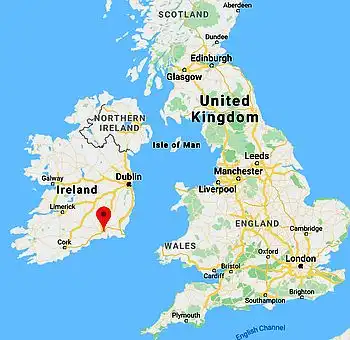 Aberdeen
SCOTLAND
Dundee
Edinburgh
Glasgow
United
Kingdom
NORTHERN
IRELAND
Isle of Man
Leeds
Dublin
Manchester
Galway
Ireland
Liverpool
Limerick
ENGLAND
Cambridge
Cork
WALES
Oxford
London
Bristol
Cardiff
Brighton
Southampton
Plymouth
English Channel